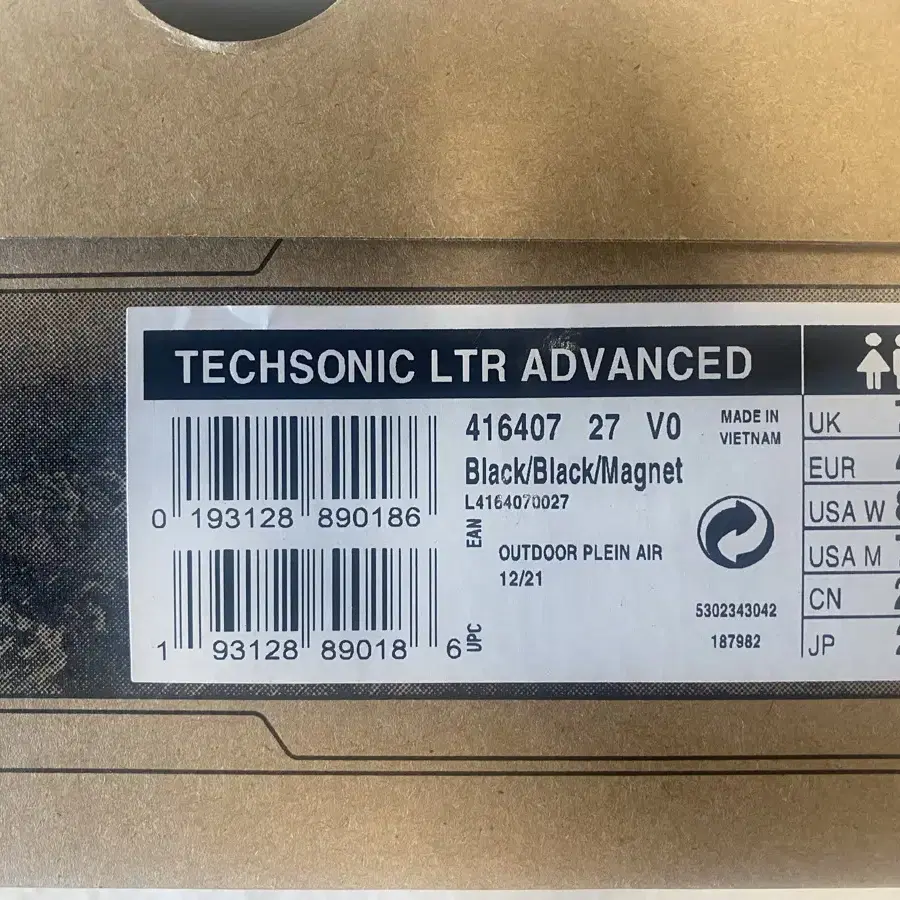 TECHSONIC LTR ADVANCED
416407 27 V0
MADE IN
VIETNAM
Black/Black/Magnet
L4164070027
0 193128 890186
EAN
OUTDOOR PLEIN AIR
12/21
1 93128 89018 6
UPC
5302343042
187982
UK
EUR
USA W
USA M
CN
JP